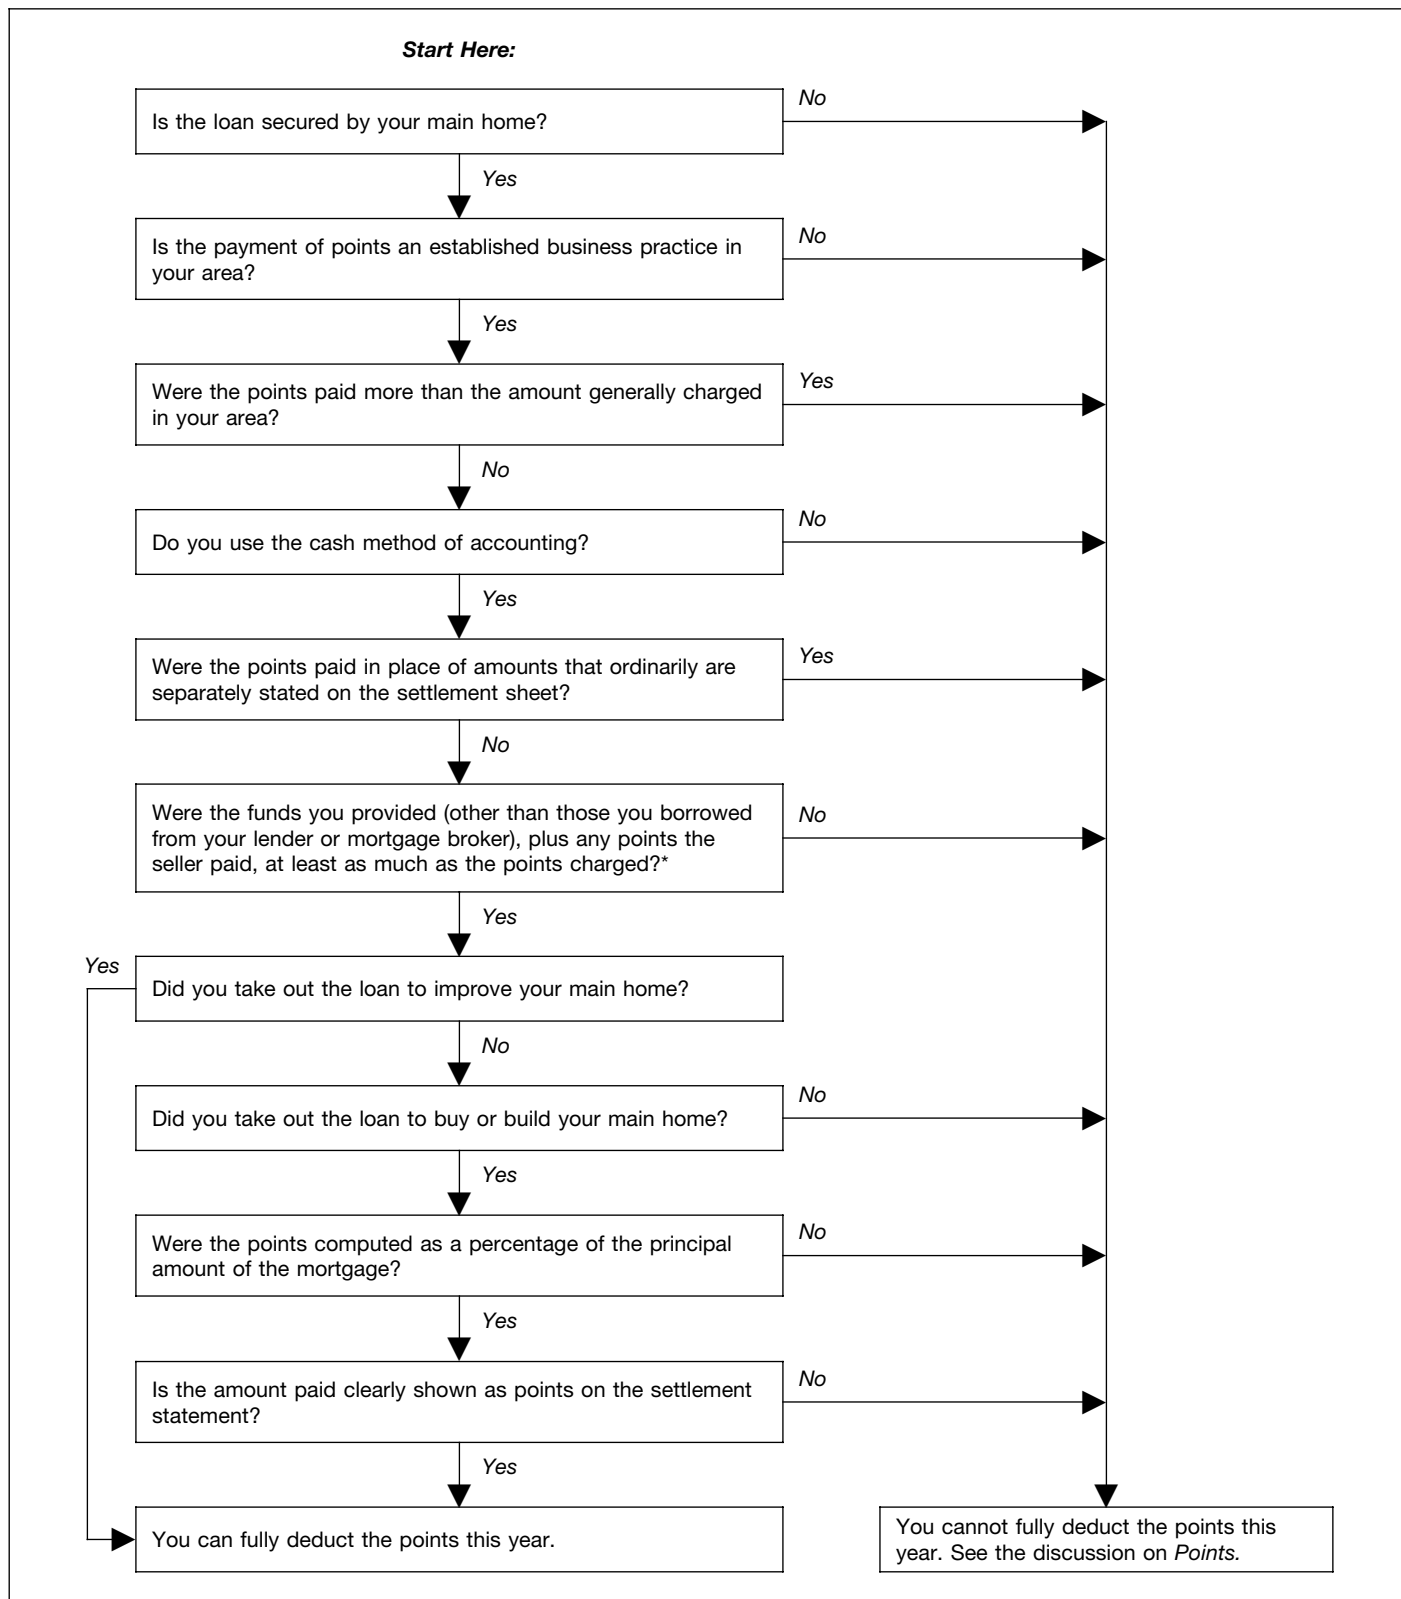 Start Here:
Is the loan secured by your main home?
No
Yes
Is the payment of points an established business practice in
your area?
No
Yes
Were the points paid more than the amount generally charged
in your area?
Yes
No
Do you use the cash method of accounting?
No
Yes
Were the points paid in place of amounts that ordinarily are
separately stated on the settlement sheet?
Yes
No
Were the funds you provided (other than those you borrowed
from your lender or mortgage broker), plus any points the
seller paid, at least as much as the points charged?*
No
Yes
Did you take out the loan to improve your main home?
Yes
No
Did you take out the loan to buy or build your main home?
No
Yes
Were the points computed as a percentage of the principal
amount of the mortgage?
No
Yes
Is the amount paid clearly shown as points on the settlement
statement?
No
Yes
You can fully deduct the points this year.
You cannot fully deduct the points this
year. See the discussion on Points.